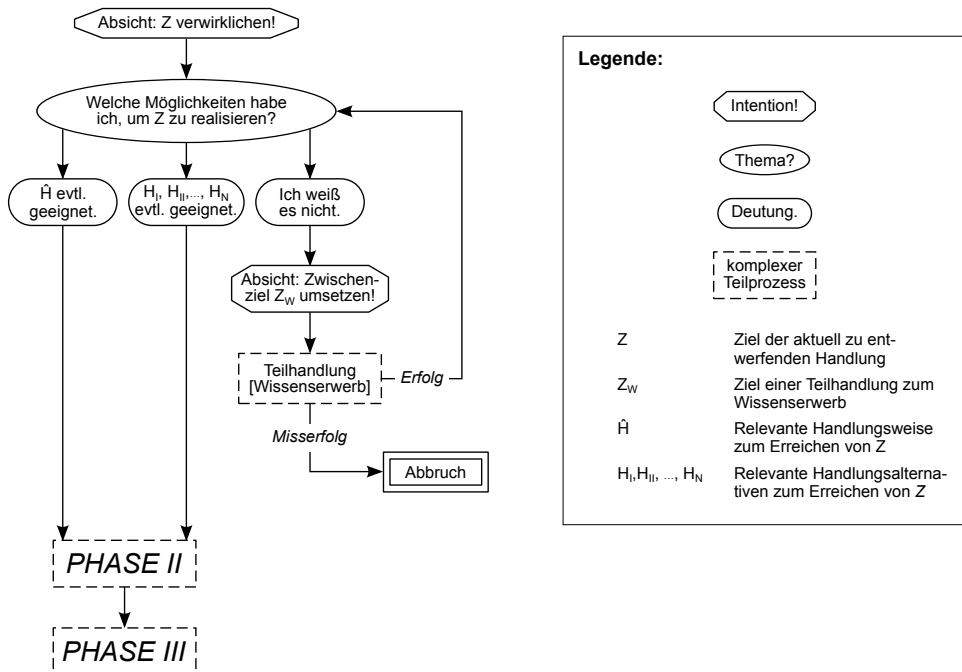 Absicht: Z verwirklichen!
Welche Möglichkeiten habe
ich, um Z zu realisieren?
Ĥ evtl.
geeignet.
H_I, H_II,..., H_N
evtl. geeignet.
Ich weiß
es nicht.
Absicht: Zwischen-
ziel Z_W umsetzen!
Teilhandlung
[Wissenserwerb]
Erfolg
Misserfolg
Abbruch
PHASE II
PHASE III
Legende:
Intention!
Thema?
Deutung.
komplexer
Teilprozess
Z Ziel der aktuell zu ent-
werfenden Handlung
Z_W Ziel einer Teilhandlung zum
Wissenserwerb
Ĥ Relevante Handlungsweise
zum Erreichen von Z
H_I,H_II, ..., H_N Relevante Handlungsalterna-
tiven zum Erreichen von Z